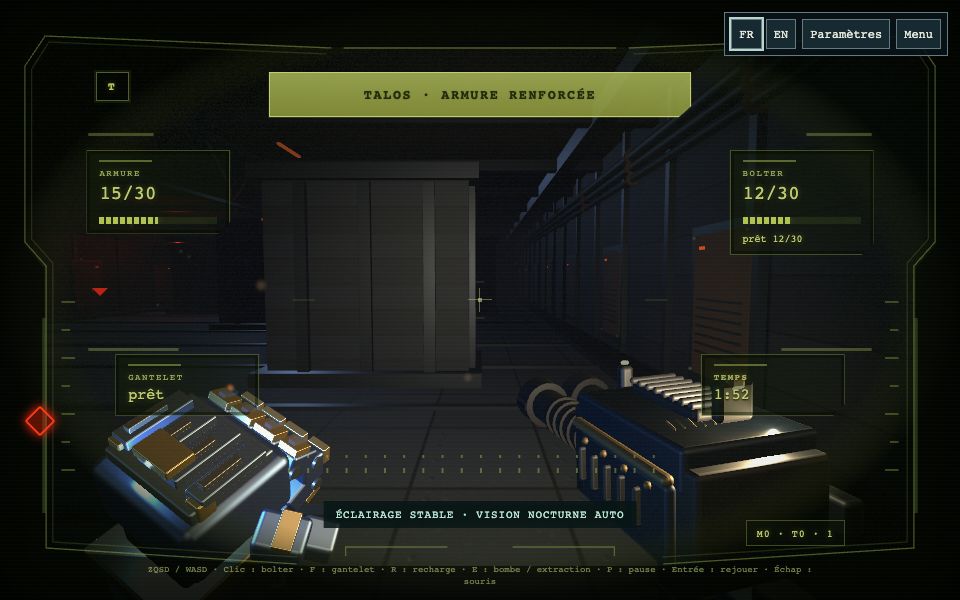 FR EN Paramètres Menu
T
TALOS · ARMURE RENFORCÉE
ARMURE
15/30
BOLTER
12/30
prêt 12/30
GANTELET
prêt
TEMPS
1:52
ÉCLAIRAGE STABLE · VISION NOCTURNE AUTO
M0 · T0 · 1
ZQSD / WASD · Clic : bolter · F : gantelet · R : recharge · E : bombe / extraction · P : pause · Entrée : rejouer · Échap :
souris